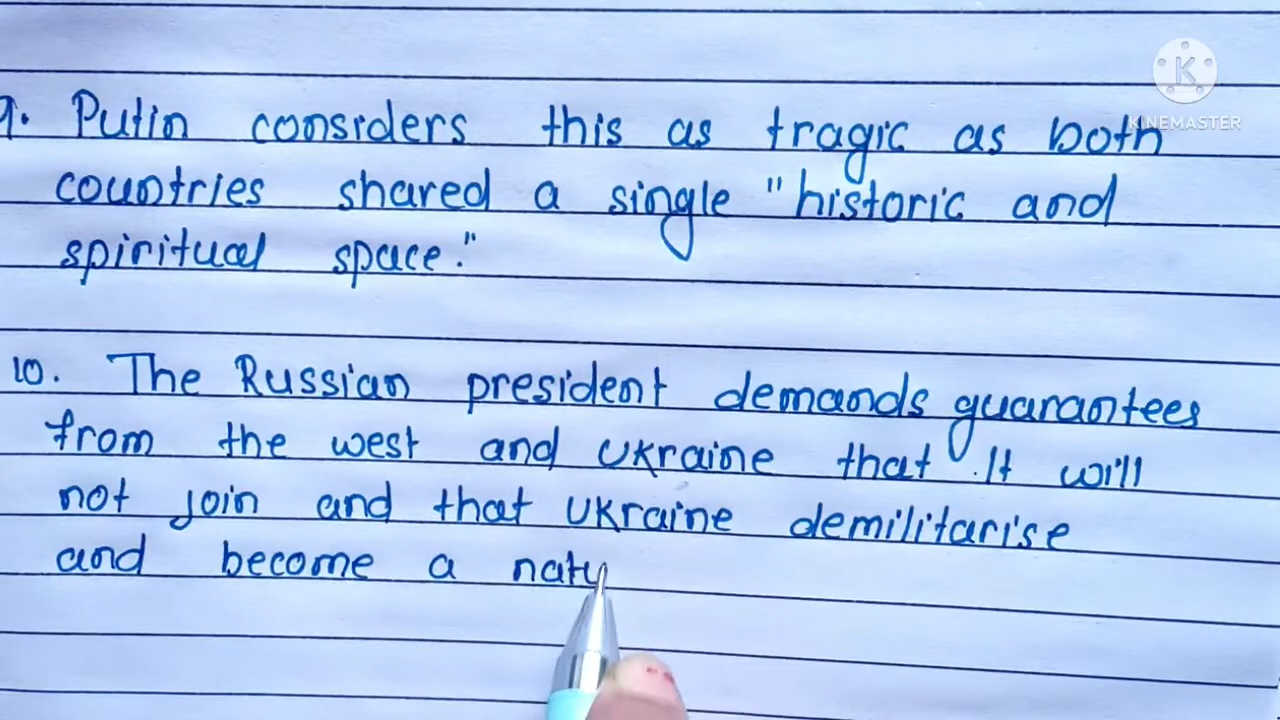 9. Putin considers this as tragic as both
countries shared a single "historic and
spiritual space."
10. The Russian president demands guarantees
from the west and Ukraine that It will
not join and that Ukraine demilitarise
and become a natu
K
KINEMASTER